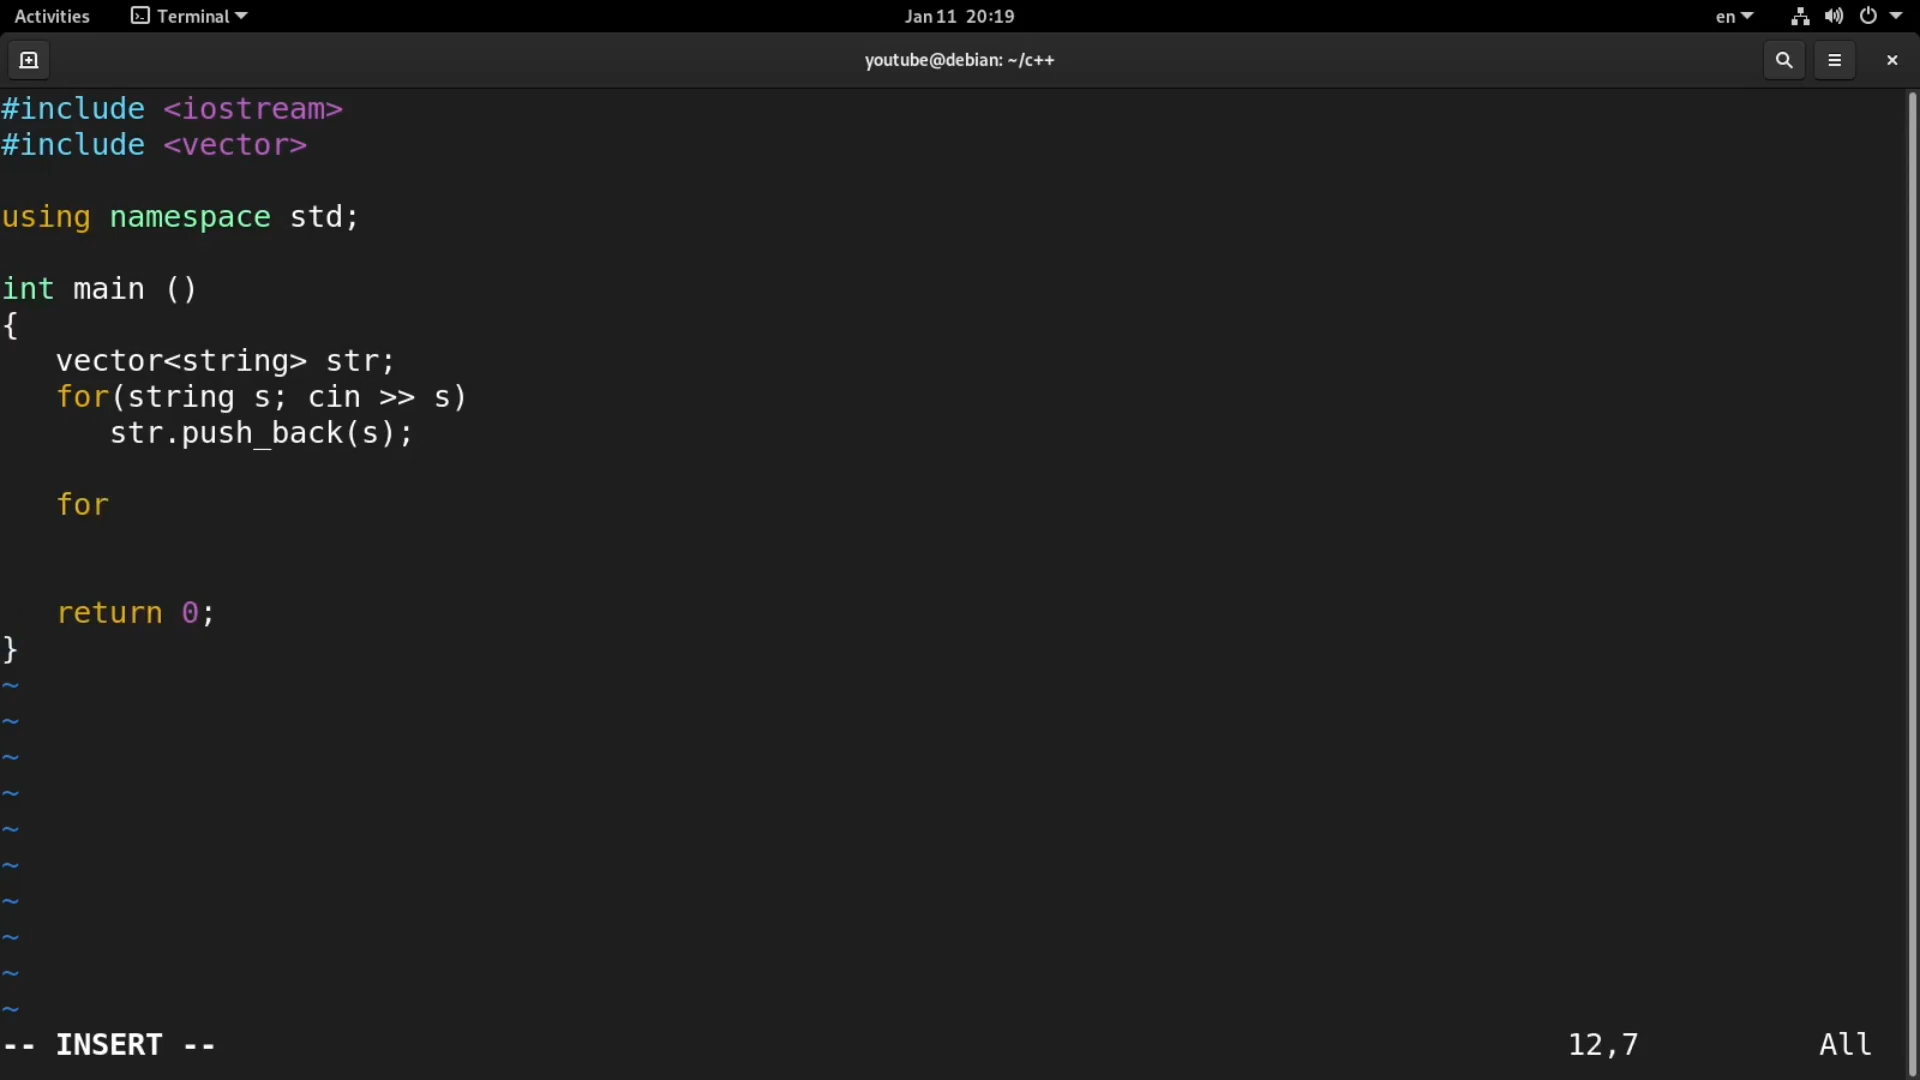 Activities Terminal Jan 11 20:19 en
youtube@debian: ~/c++
#include <iostream>
#include <vector>
using namespace std;
int main ()
{
   vector<string> str;
   for(string s; cin >> s)
      str.push_back(s);
   for
   return 0;
}
~
~
~
~
~
~
~
~
~
~
-- INSERT -- 12,7 All